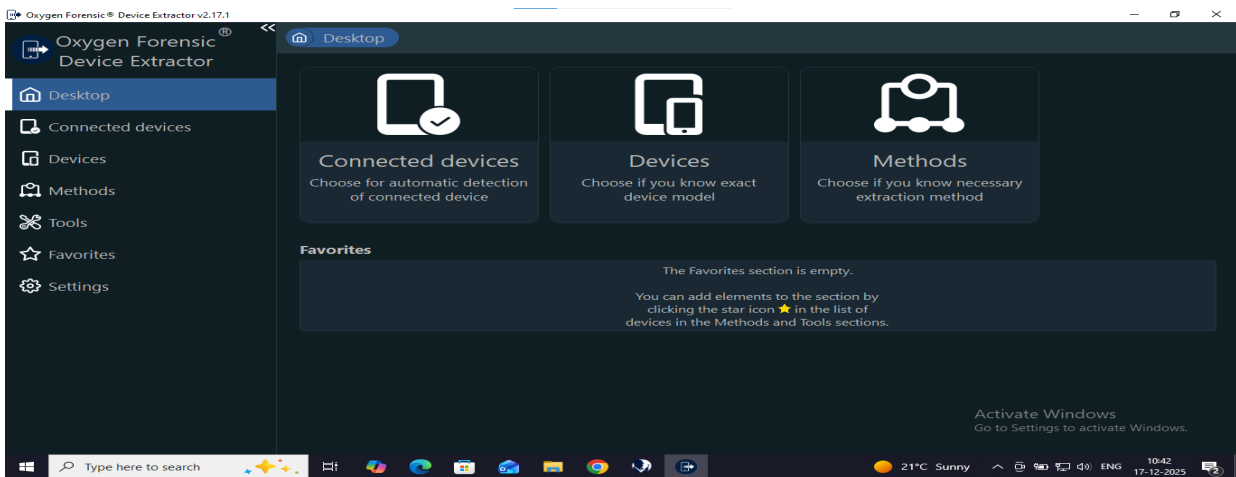 Oxygen Forensic® Device Extractor v2.17.1
Oxygen Forensic ®
Device Extractor
<<
Desktop
Desktop
Connected devices
Devices
Methods
Tools
Favorites
Settings
Connected devices
Choose for automatic detection
of connected device
Devices
Choose if you know exact
device model
Methods
Choose if you know necessary
extraction method
Favorites
The Favorites section is empty.
You can add elements to the section by
clicking the star icon ★ in the list of
devices in the Methods and Tools sections.
Activate Windows
Go to Settings to activate Windows.
Type here to search
21°C Sunny
ENG
10:42
17-12-2025
2